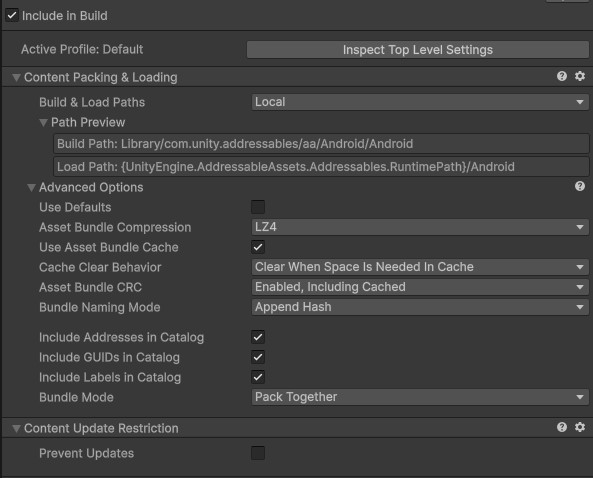 Include in Build
Active Profile: Default
Inspect Top Level Settings
Content Packing & Loading
Build & Load Paths
Local
Path Preview
Build Path: Library/com.unity.addressables/aa/Android/Android
Load Path: {UnityEngine.AddressableAssets.Addressables.RuntimePath}/Android
Advanced Options
Use Defaults
Asset Bundle Compression
LZ4
Use Asset Bundle Cache
Cache Clear Behavior
Clear When Space Is Needed In Cache
Asset Bundle CRC
Enabled, Including Cached
Bundle Naming Mode
Append Hash
Include Addresses in Catalog
Include GUIDs in Catalog
Include Labels in Catalog
Bundle Mode
Pack Together
Content Update Restriction
Prevent Updates